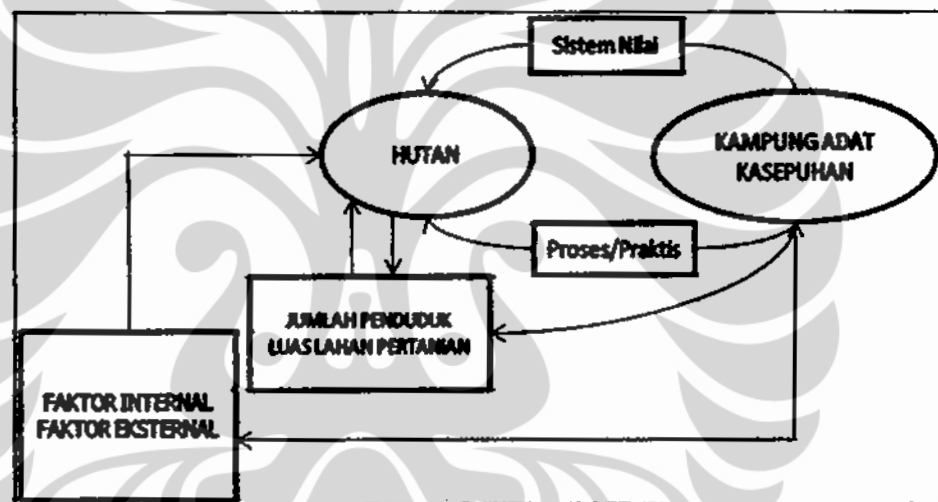 Sistem Nilai
HUTAN
KAMPUNG ADAT
KASEPUHAN
Proses/Praktis
JUMLAH PENDUDUK
LUAS LAHAN PERTANIAN
FAKTOR INTERNAL
FAKTOR EKSTERNAL